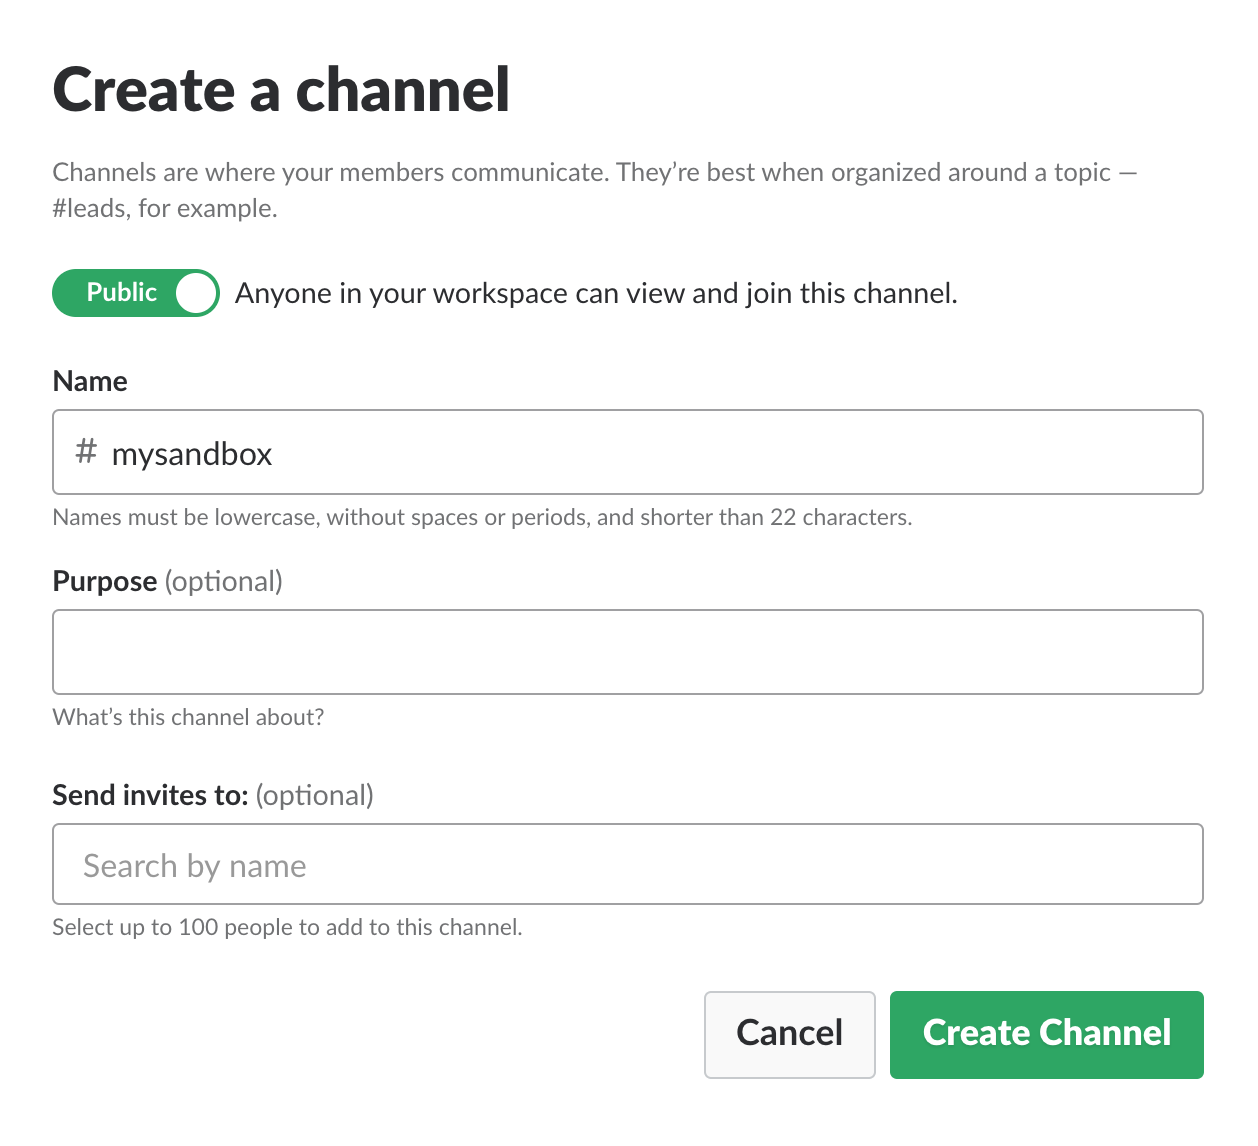 Create a channel
Channels are where your members communicate. They’re best when organized around a topic —
#leads, for example.
Public Anyone in your workspace can view and join this channel.
Name
# mysandbox
Names must be lowercase, without spaces or periods, and shorter than 22 characters.
Purpose (optional)
What’s this channel about?
Send invites to: (optional)
Search by name
Select up to 100 people to add to this channel.
Cancel Create Channel